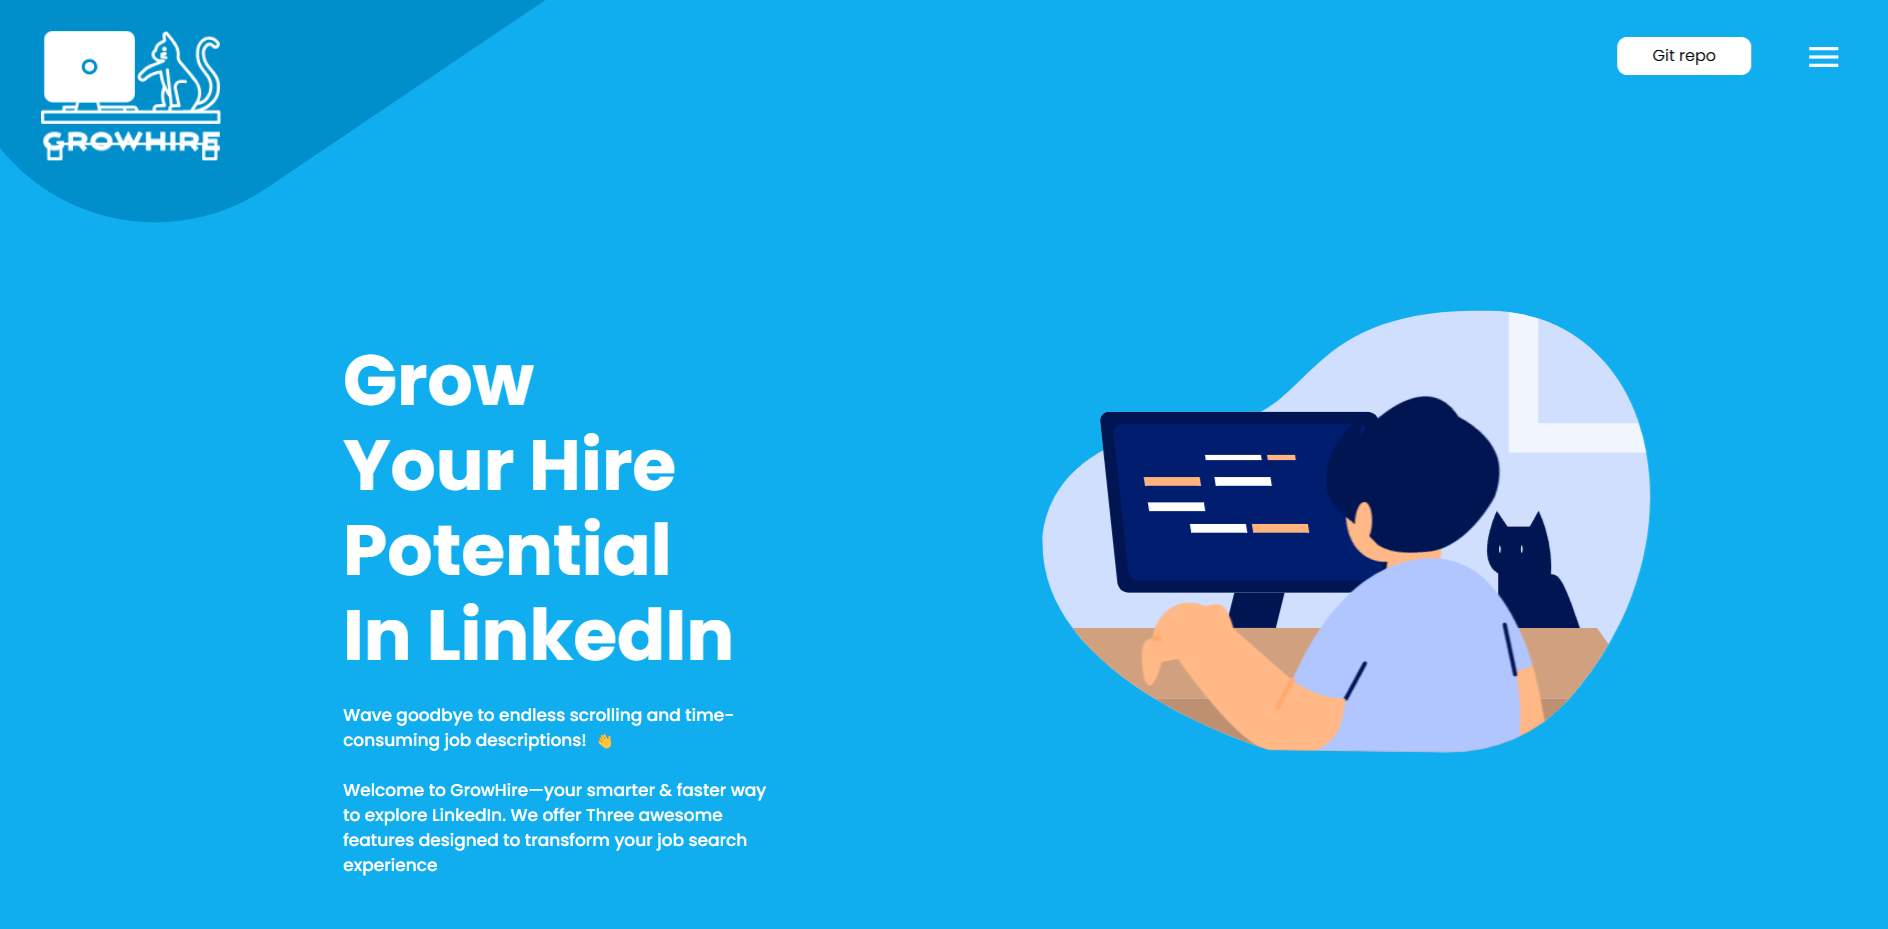 GROWHIRE
Git repo
Grow
Your Hire
Potential
In LinkedIn
Wave goodbye to endless scrolling and time-
consuming job descriptions! 👋
Welcome to GrowHire—your smarter & faster way
to explore LinkedIn. We offer Three awesome
features designed to transform your job search
experience